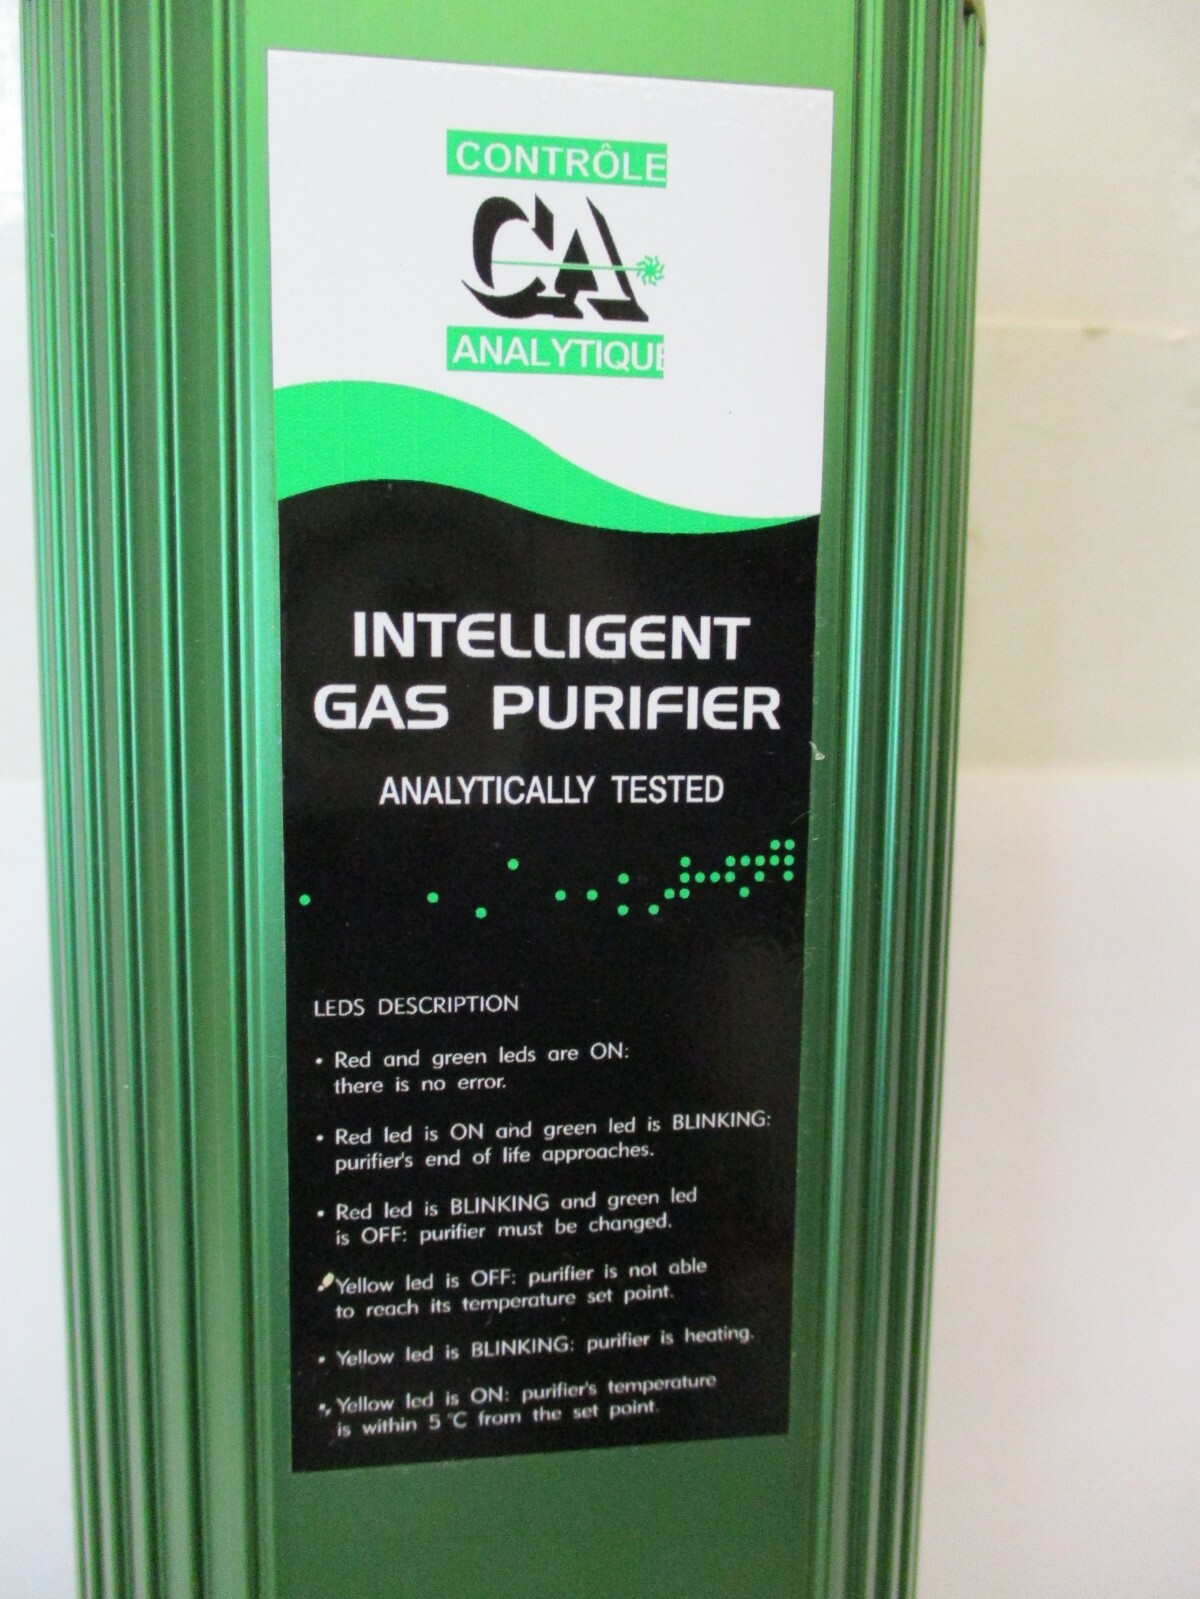 CONTRÔLE
CA
ANALYTIQUE
INTELLIGENT
GAS PURIFIER
ANALYTICALLY TESTED
LEDS DESCRIPTION
• Red and green leds are ON:
there is no error.
• Red led is ON and green led is BLINKING:
purifier's end of life approaches.
• Red led is BLINKING and green led
is OFF: purifier must be changed.
Yellow led is OFF: purifier is not able
to reach its temperature set point.
• Yellow led is BLINKING: purifier is heating.
• Yellow led is ON: purifier's temperature
is within 5 °C from the set point.